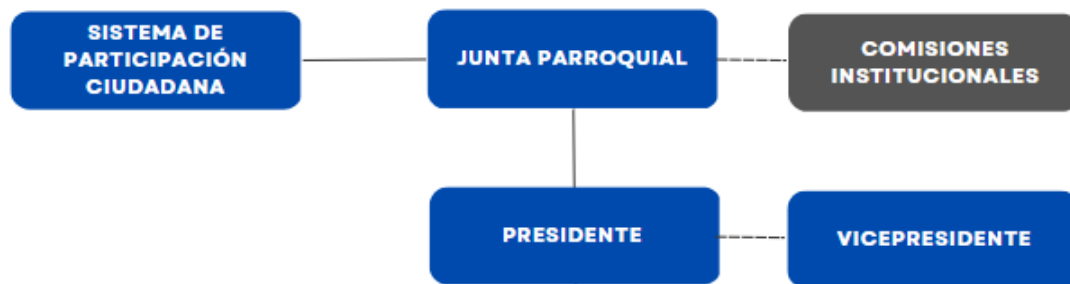 SISTEMA DE
PARTICIPACIÓN
CIUDADANA
JUNTA PARROQUIAL
COMISIONES
INSTITUCIONALES
PRESIDENTE
VICEPRESIDENTE